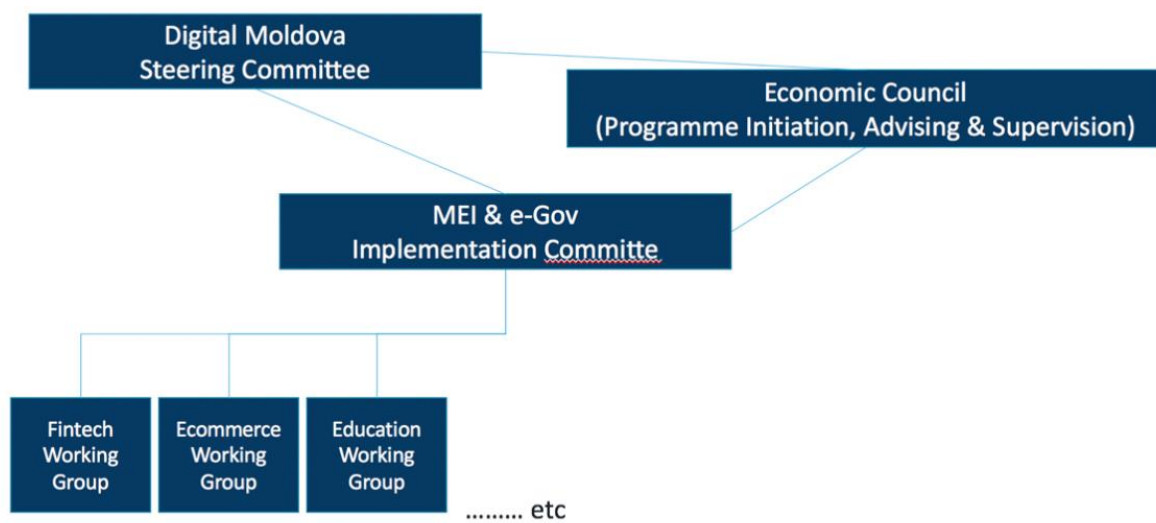 Digital Moldova
Steering Committee
Economic Council
(Programme Initiation, Advising & Supervision)
MEI & e-Gov
Implementation Committe
Fintech
Working
Group
Ecommerce
Working
Group
Education
Working
Group
......... etc